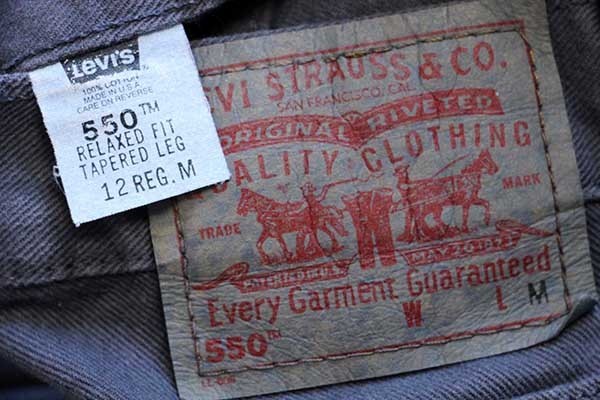 Levi's
100% COTTON
MADE IN U.S.A
CARE ON REVERSE
550™
RELAXED FIT
TAPERED LEG
12 REG. M
VI STRAUSS & CO.
SAN FRANCISCO, CAL.
ORIGINAL RIVETED
QUALITY CLOTHING
TRADE MARK
Every Garment Guaranteed
W L M
550™